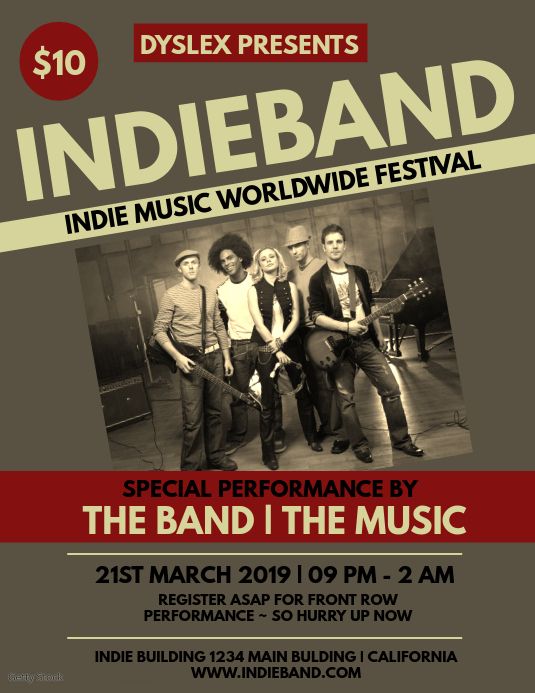 $10
DYSLEX PRESENTS
INDIEBAND
INDIE MUSIC WORLDWIDE FESTIVAL
SPECIAL PERFORMANCE BY
THE BAND | THE MUSIC
21ST MARCH 2019 | 09 PM - 2 AM
REGISTER ASAP FOR FRONT ROW
PERFORMANCE ~ SO HURRY UP NOW
INDIE BUILDING 1234 MAIN BULDING | CALIFORNIA
WWW.INDIEBAND.COM
Getty Stock